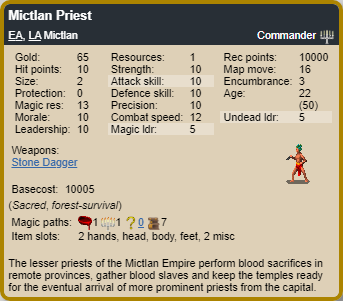 Mictlan Priest
EA, LA Mictlan Commander
Gold: 65 Resources: 1 Rec points: 10000
Hit points: 10 Strength: 10 Map move: 16
Size: 2 Attack skill: 10 Encumbrance: 3
Protection: 0 Defence skill: 10 Age: 22
Magic res: 13 Precision: 10 (50)
Morale: 10 Combat speed: 12 Undead ldr: 5
Leadership: 10 Magic ldr: 5
Weapons:
Stone Dagger
Basecost: 10005
(Sacred, forest-survival)
Magic paths: 1 1 ? 0 7
Item slots: 2 hands, head, body, feet, 2 misc
The lesser priests of the Mictlan Empire perform blood sacrifices in
remote provinces, gather blood slaves and keep the temples ready
for the eventual arrival of more prominent priests from the capital.